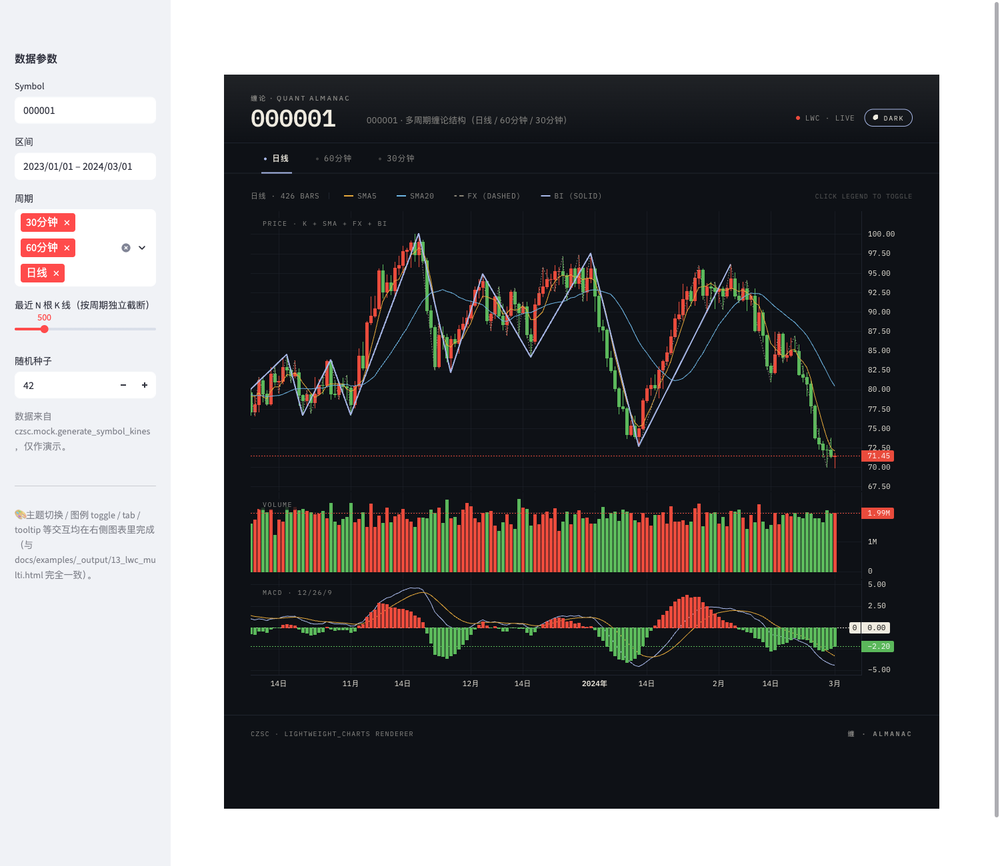 数据参数
Symbol
000001
区间
2023/01/01 – 2024/03/01
周期
30分钟
60分钟
日线
最近 N 根 K 线（按周期独立截断）
500
随机种子
42
数据来自
czsc.mock.generate_symbol_kines
，仅作演示。
🎨主题切换 / 图例 toggle / tab /
tooltip 等交互均在右侧图表里完成
（与
docs/examples/_output/13_lwc_mu
lti.html 完全一致）。
缠论 · QUANT ALMANAC
000001
000001 · 多周期缠论结构（日线 / 60分钟 / 30分钟）
LWC · LIVE
DARK
日线
60分钟
30分钟
日线 · 426 BARS
SMA5
SMA20
FX (DASHED)
BI (SOLID)
CLICK LEGEND TO TOGGLE
PRICE · K + SMA + FX + BI
100.00
97.50
95.00
92.50
90.00
87.50
85.00
82.50
80.00
77.50
75.00
72.50
71.45
70.00
67.50
VOLUME
1.99M
1M
0
MACD · 12/26/9
5.00
2.50
0
0.00
−2.20
−5.00
14日
11月
14日
12月
14日
2024年
14日
2月
14日
3月
CZSC · LIGHTWEIGHT_CHARTS RENDERER
缠 · ALMANAC